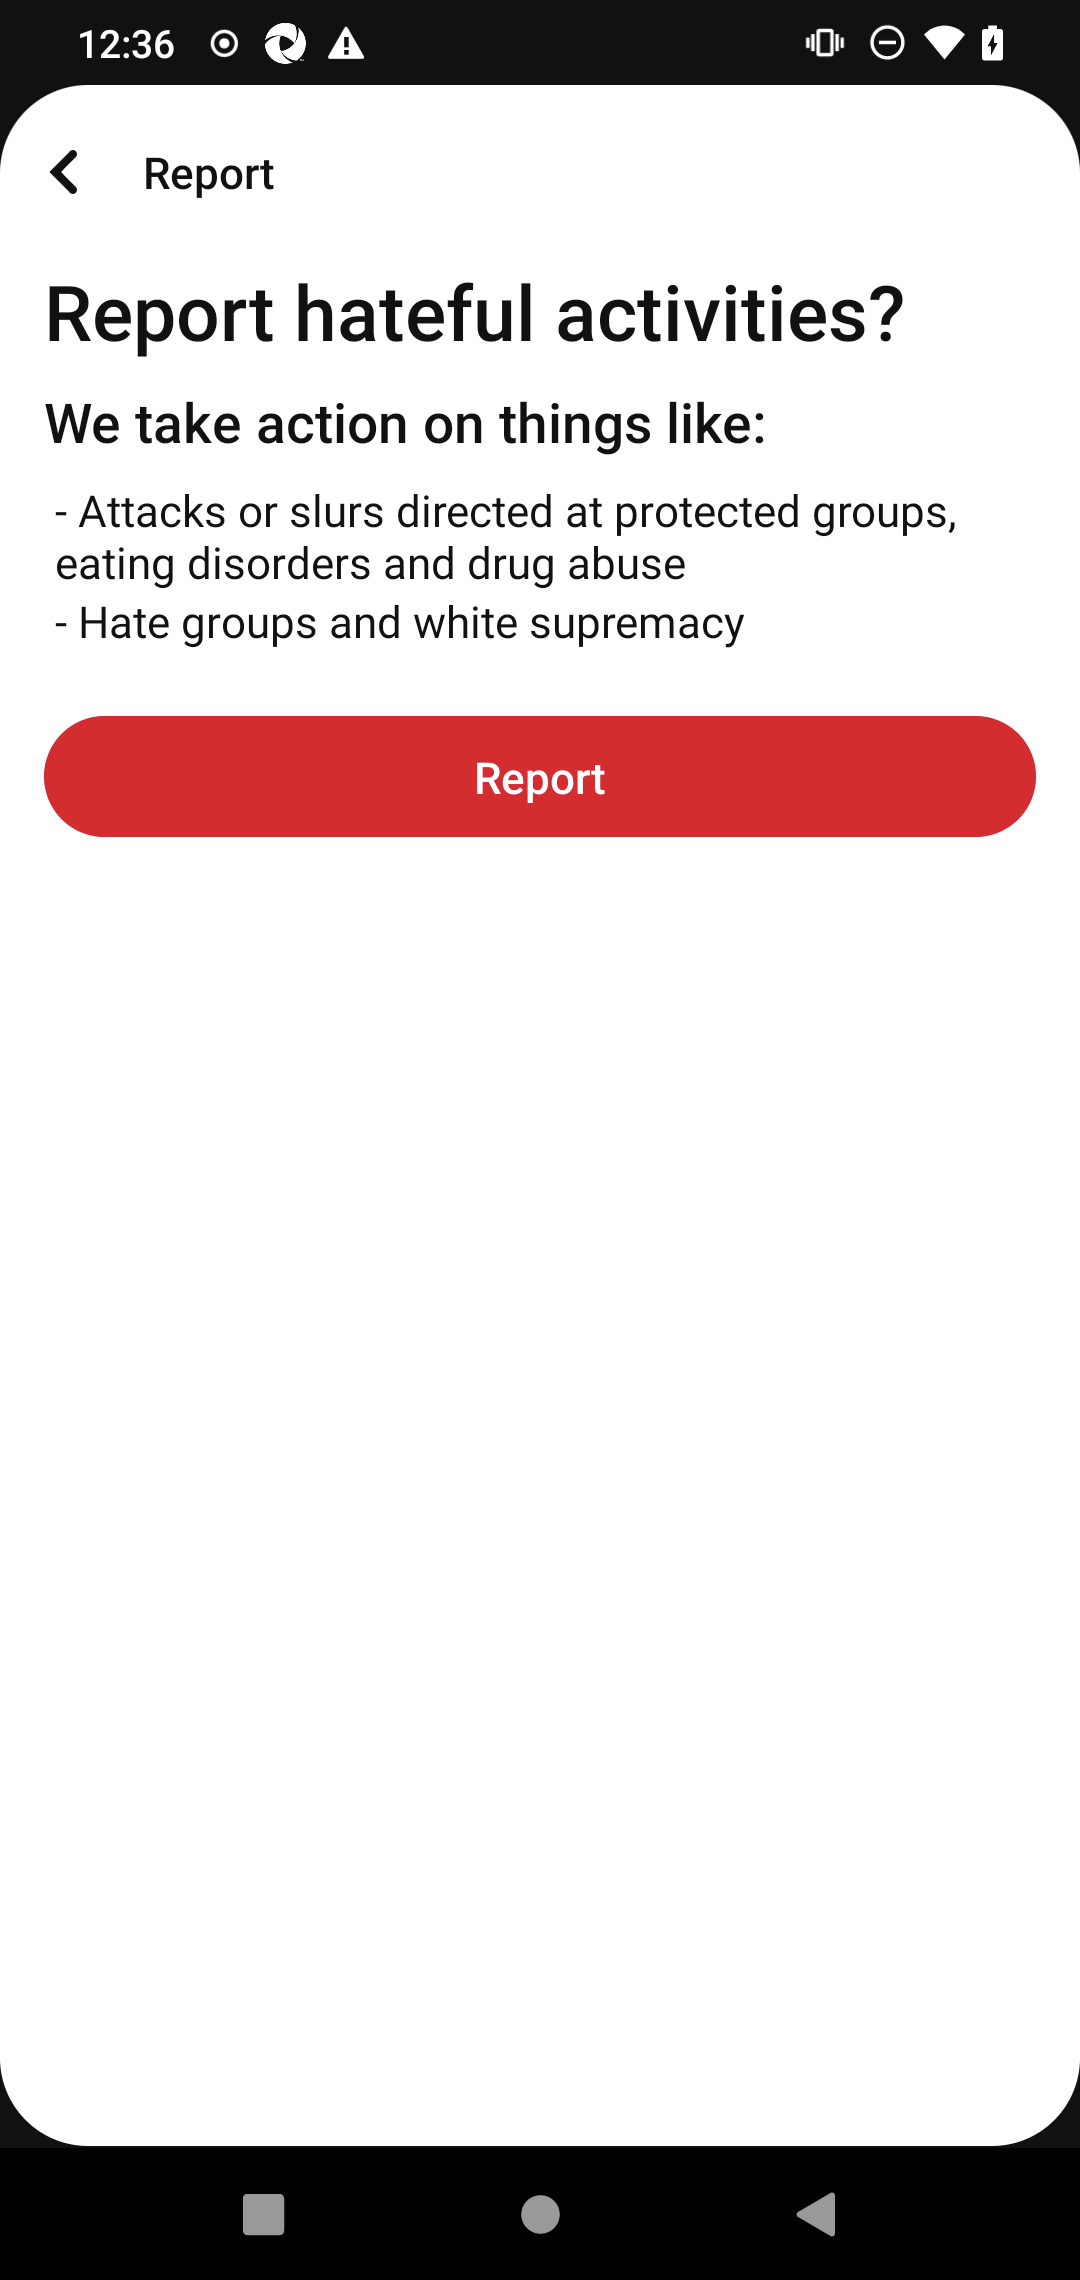 12:36
Report
Report hateful activities?
We take action on things like:
- Attacks or slurs directed at protected groups,
eating disorders and drug abuse
- Hate groups and white supremacy
Report